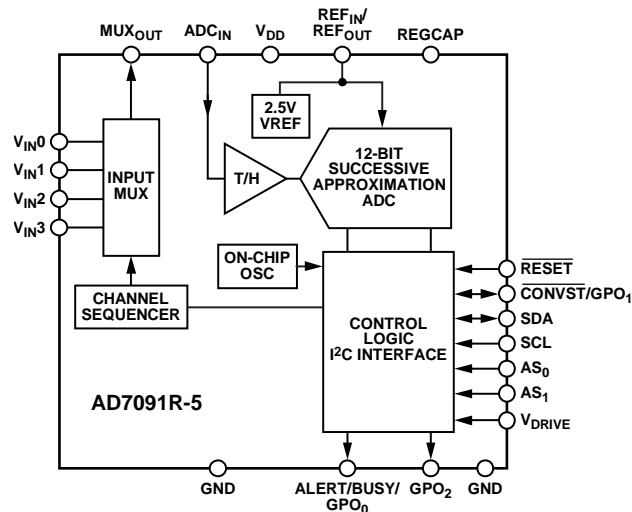 MUXOUT ADCIN VDD REFIN/
REFOUT REGCAP
2.5V
VREF
VIN0
VIN1
VIN2
VIN3
INPUT
MUX
T/H
12-BIT
SUCCESSIVE
APPROXIMATION
ADC
ON-CHIP
OSC
CHANNEL
SEQUENCER
CONTROL
LOGIC
I2C INTERFACE
RESET
CONVST/GPO1
SDA
SCL
AS0
AS1
VDRIVE
AD7091R-5
GND ALERT/BUSY/
GPO0 GPO2 GND